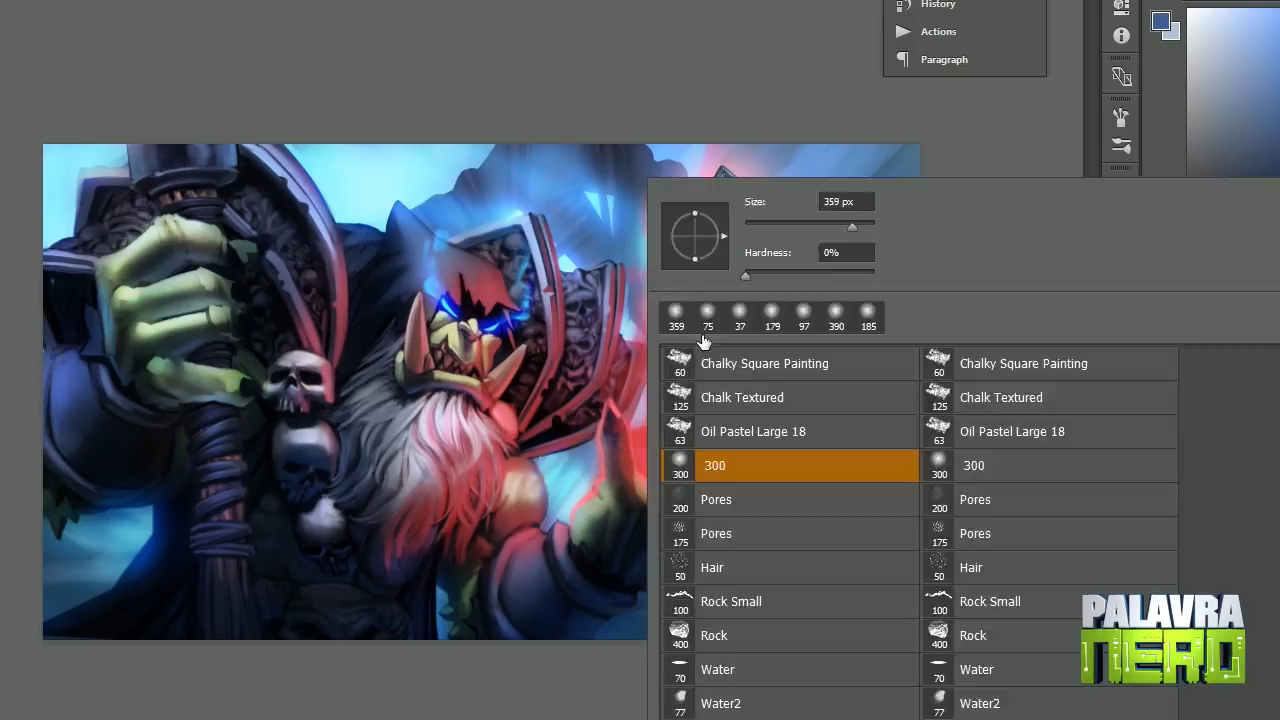 History
Actions
Paragraph
Size:
359 px
Hardness:
0%
359
75
37
179
97
390
185
60
Chalky Square Painting
60
Chalky Square Painting
125
Chalk Textured
125
Chalk Textured
63
Oil Pastel Large 18
63
Oil Pastel Large 18
300
300
300
300
200
Pores
200
Pores
175
Pores
175
Pores
50
Hair
50
Hair
100
Rock Small
100
Rock Small
400
Rock
400
Rock
70
Water
70
Water
77
Water2
77
Water2
PALAVRA
NERD